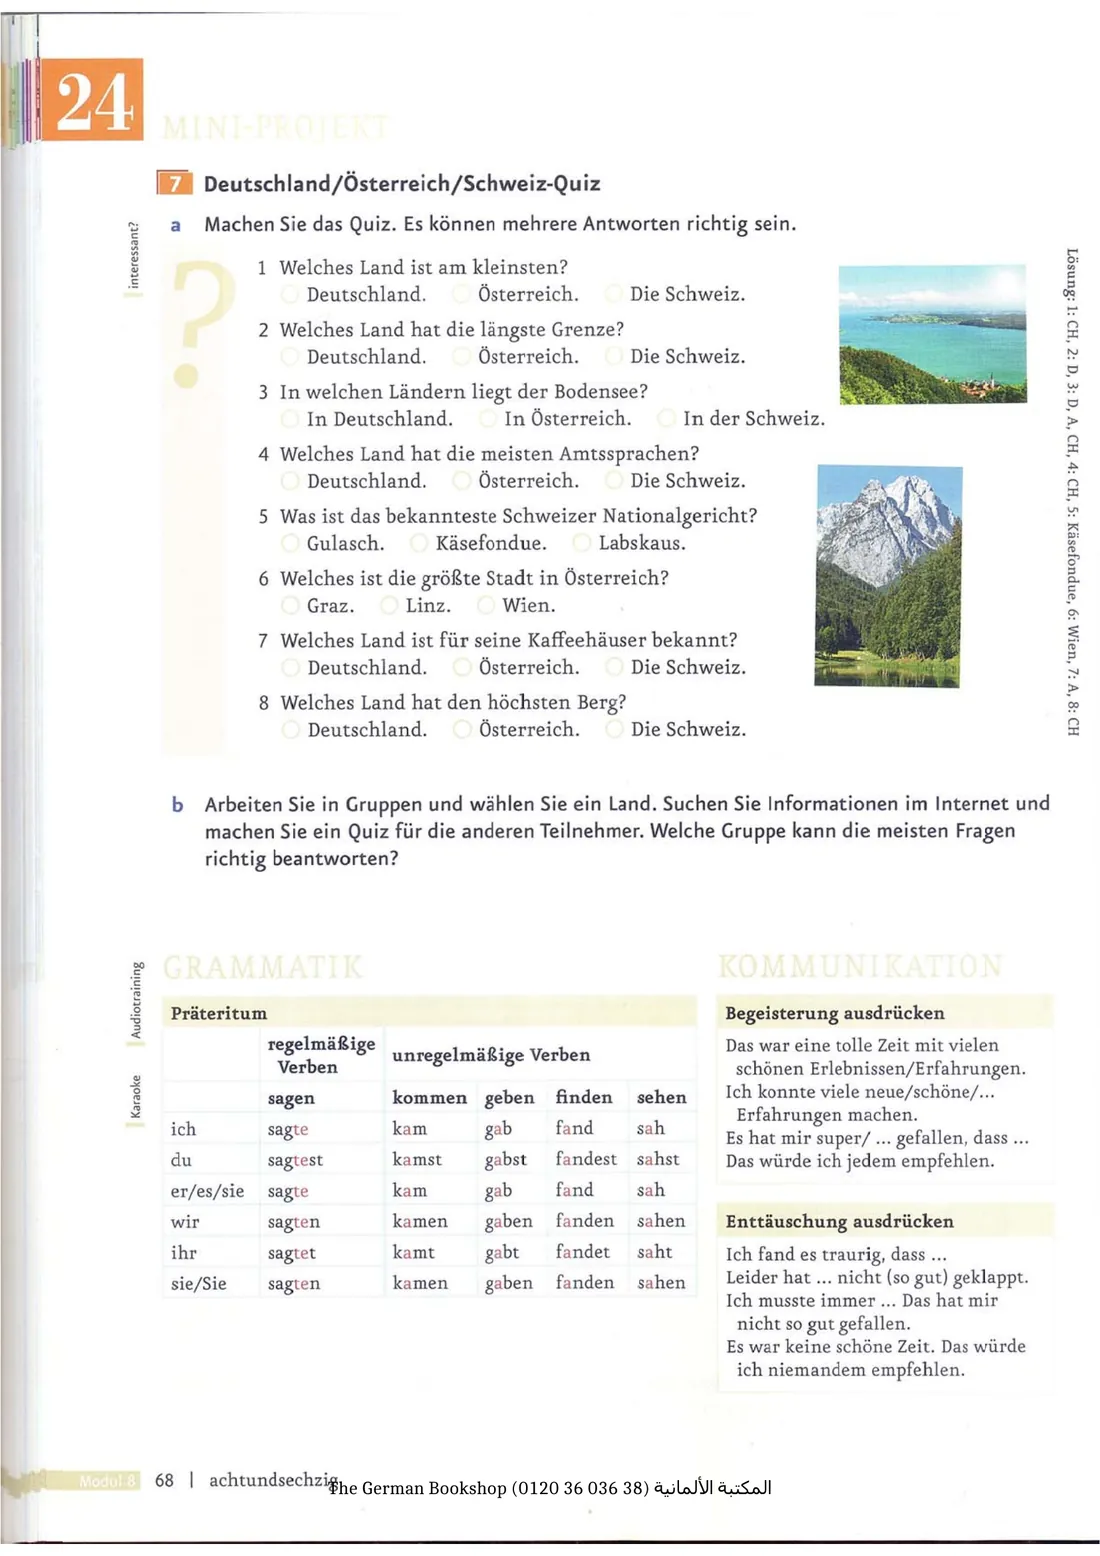 24
MINI-PROJEKT
7 Deutschland/Österreich/Schweiz-Quiz
interessant?
a Machen Sie das Quiz. Es können mehrere Antworten richtig sein.
?
1 Welches Land ist am kleinsten?
Deutschland. Österreich. Die Schweiz.
2 Welches Land hat die längste Grenze?
Deutschland. Österreich. Die Schweiz.
3 In welchen Ländern liegt der Bodensee?
In Deutschland. In Österreich. In der Schweiz.
4 Welches Land hat die meisten Amtssprachen?
Deutschland. Österreich. Die Schweiz.
5 Was ist das bekannteste Schweizer Nationalgericht?
Gulasch. Käsefondue. Labskaus.
6 Welches ist die größte Stadt in Österreich?
Graz. Linz. Wien.
7 Welches Land ist für seine Kaffeehäuser bekannt?
Deutschland. Österreich. Die Schweiz.
8 Welches Land hat den höchsten Berg?
Deutschland. Österreich. Die Schweiz.
Lösung: 1: CH, 2: D, 3: D, A, CH, 4: CH, 5: Käsefondue, 6: Wien, 7: A, 8: CH
b Arbeiten Sie in Gruppen und wählen Sie ein Land. Suchen Sie Informationen im Internet und
machen Sie ein Quiz für die anderen Teilnehmer. Welche Gruppe kann die meisten Fragen
richtig beantworten?
Audiotraining
Karaoke
GRAMMATIK
Präteritum
regelmäßige Verben unregelmäßige Verben
sagen kommen geben finden sehen
ich sagte kam gab fand sah
du sagtest kamst gabst fandest sahst
er/es/sie sagte kam gab fand sah
wir sagten kamen gaben fanden sahen
ihr sagtet kamt gabt fandet saht
sie/Sie sagten kamen gaben fanden sahen
KOMMUNIKATION
Begeisterung ausdrücken
Das war eine tolle Zeit mit vielen
schönen Erlebnissen/Erfahrungen.
Ich konnte viele neue/schöne/...
Erfahrungen machen.
Es hat mir super/ ... gefallen, dass ...
Das würde ich jedem empfehlen.
Enttäuschung ausdrücken
Ich fand es traurig, dass ...
Leider hat ... nicht (so gut) geklappt.
Ich musste immer ... Das hat mir
nicht so gut gefallen.
Es war keine schöne Zeit. Das würde
ich niemandem empfehlen.
Modul 8 68 | achtundsechzig
The German Bookshop (0120 36 036 38) المكتبة الألمانية